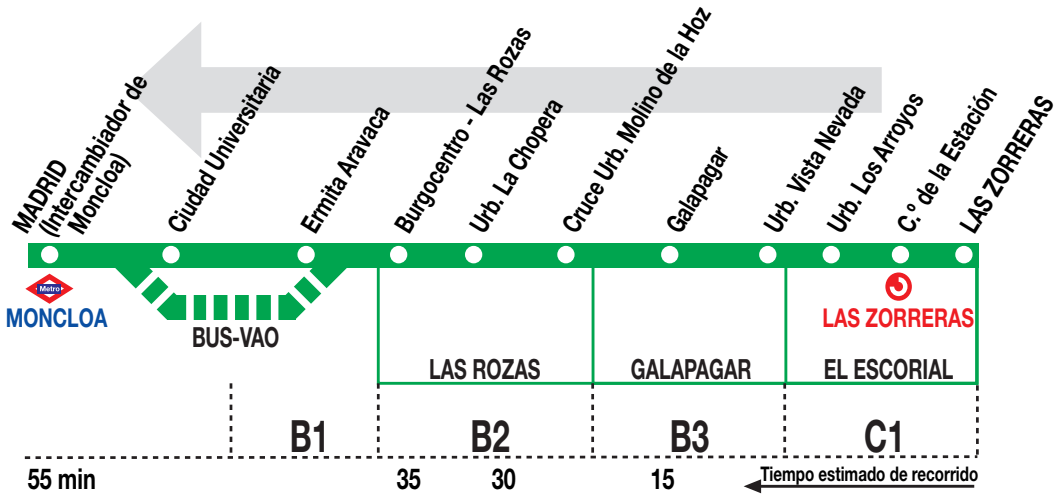 MADRID
(Intercambiador de
Moncloa)
Ciudad Universitaria
Ermita Aravaca
Burgocentro - Las Rozas
Urb. La Chopera
Cruce Urb. Molino de la Hoz
Galapagar
Urb. Vista Nevada
Urb. Los Arroyos
C.º de la Estación
LAS ZORRERAS
Metro
MONCLOA
BUS-VAO
LAS ZORRERAS
LAS ROZAS
GALAPAGAR
EL ESCORIAL
B1
B2
B3
C1
55 min
35
30
15
Tiempo estimado de recorrido